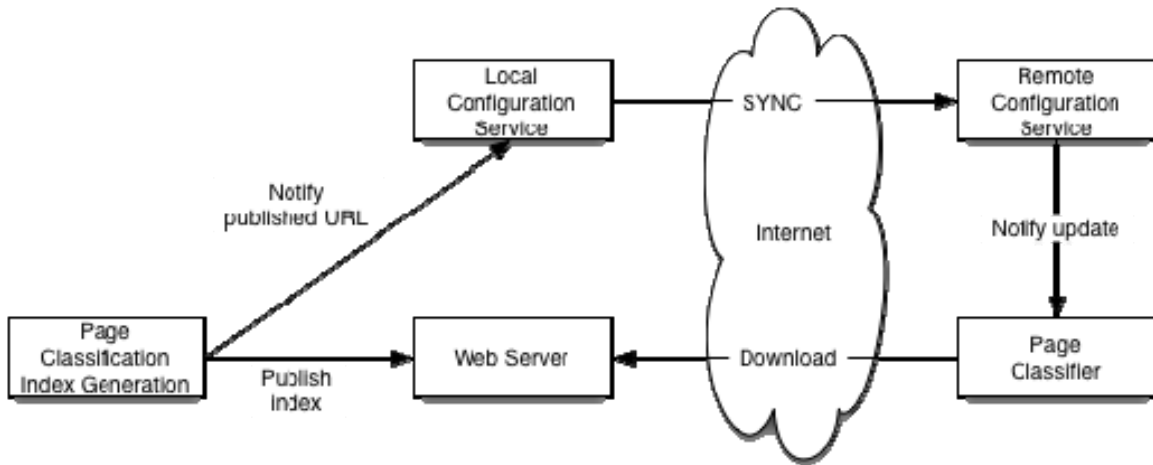 Local
Configuration
Service
SYNC
Remote
Configuration
Service
Notify
published URL
Internet
Notify update
Page
Classification
Index Generation
Publish
Index
Web Server
Download
Page
Classifier